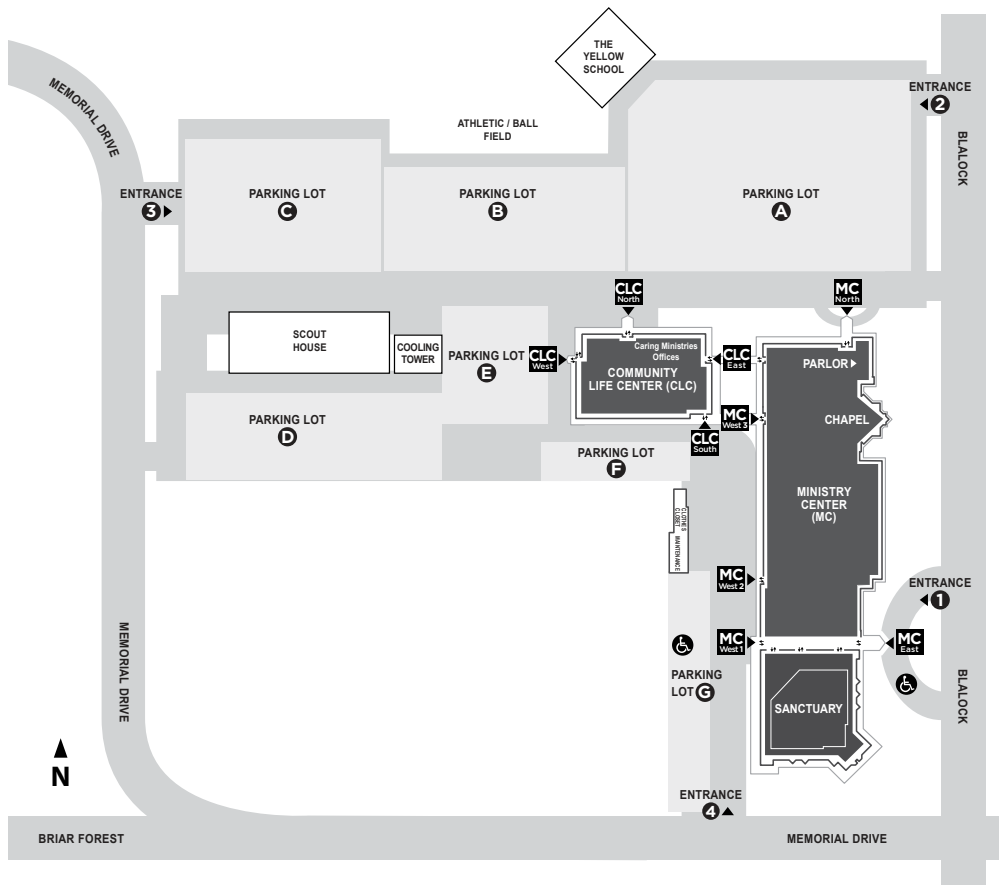 THE
YELLOW
SCHOOL
MEMORIAL DRIVE
ENTRANCE
2
ATHLETIC / BALL
FIELD
BLALOCK
ENTRANCE
3
PARKING LOT
C
PARKING LOT
B
PARKING LOT
A
CLC
North
MC
North
SCOUT
HOUSE
COOLING
TOWER
PARKING LOT
E
CLC
West
Caring Ministries
Offices
COMMUNITY
LIFE CENTER (CLC)
CLC
East
PARLOR
MC
West 3
CHAPEL
PARKING LOT
D
CLC
South
PARKING LOT
F
MINISTRY
CENTER
(MC)
CLOTHES
CLOSET
MAINTENANCE
MC
West 2
ENTRANCE
1
MC
West 1
MC
East
MEMORIAL DRIVE
PARKING
LOT G
SANCTUARY
BLALOCK
N
ENTRANCE
4
BRIAR FOREST
MEMORIAL DRIVE